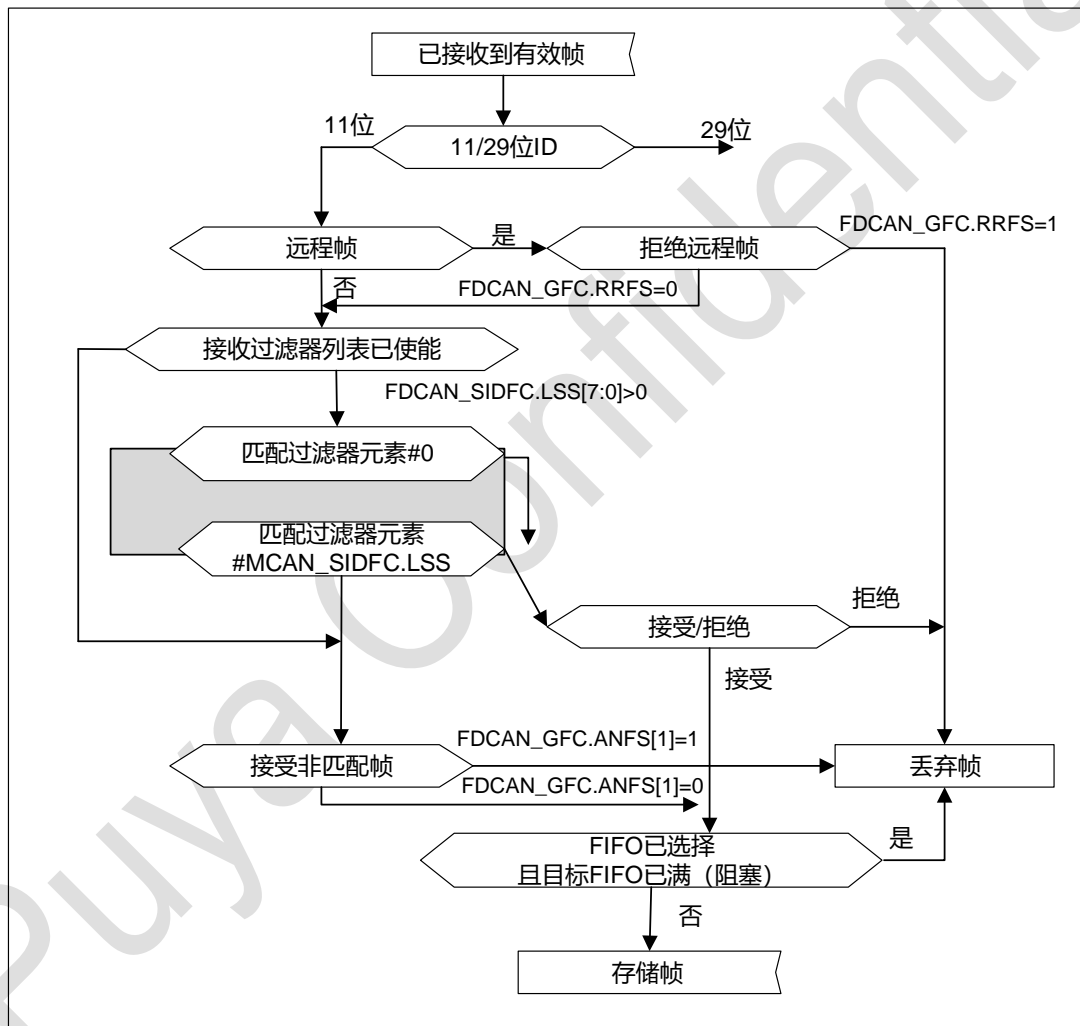 已接收到有效帧
11位
11/29位ID
29位
FDCAN_GFC.RRFS=1
远程帧
是
拒绝远程帧
否
FDCAN_GFC.RRFS=0
接收过滤器列表已使能
FDCAN_SIDFC.LSS[7:0]>0
匹配过滤器元素#0
匹配过滤器元素
#MCAN_SIDFC.LSS
接受/拒绝
拒绝
接受
FDCAN_GFC.ANFS[1]=1
接受非匹配帧
丢弃帧
FDCAN_GFC.ANFS[1]=0
FIFO已选择
且目标FIFO已满（阻塞）
是
否
存储帧
Puya Confidential